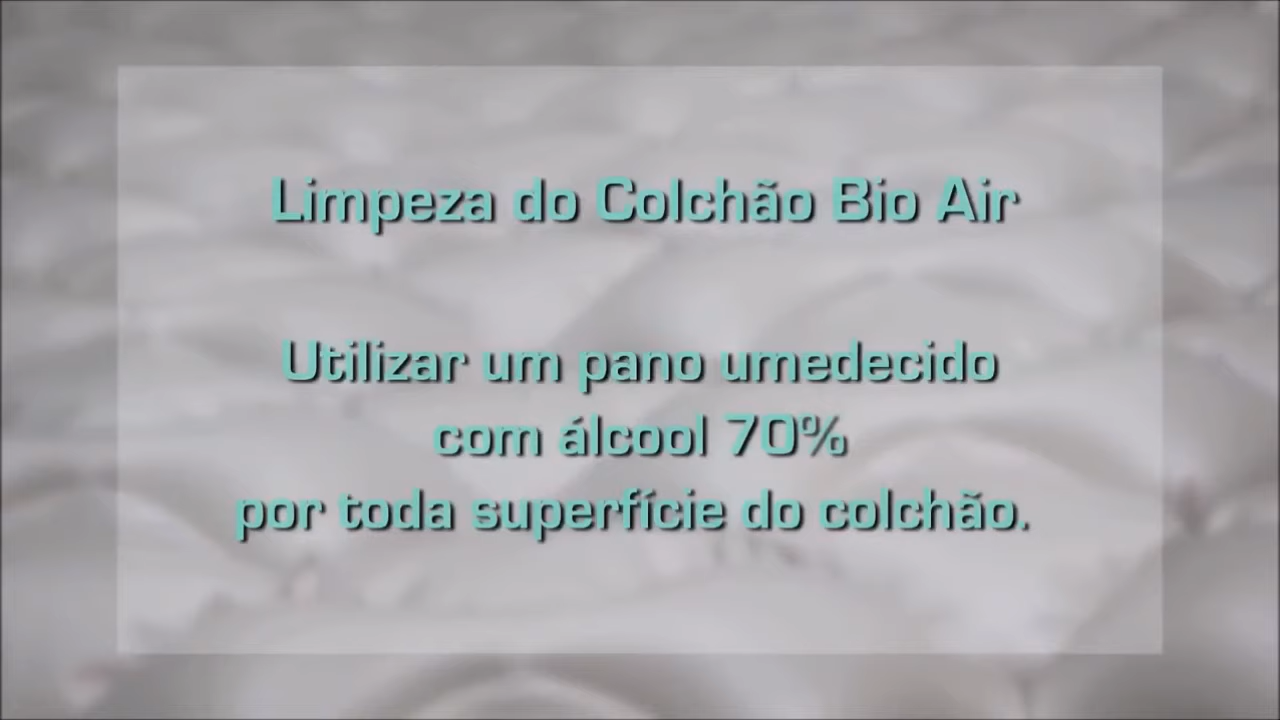 Limpeza do Colchão Bio Air
Utilizar um pano umedecido
com álcool 70%
por toda superfície do colchão.